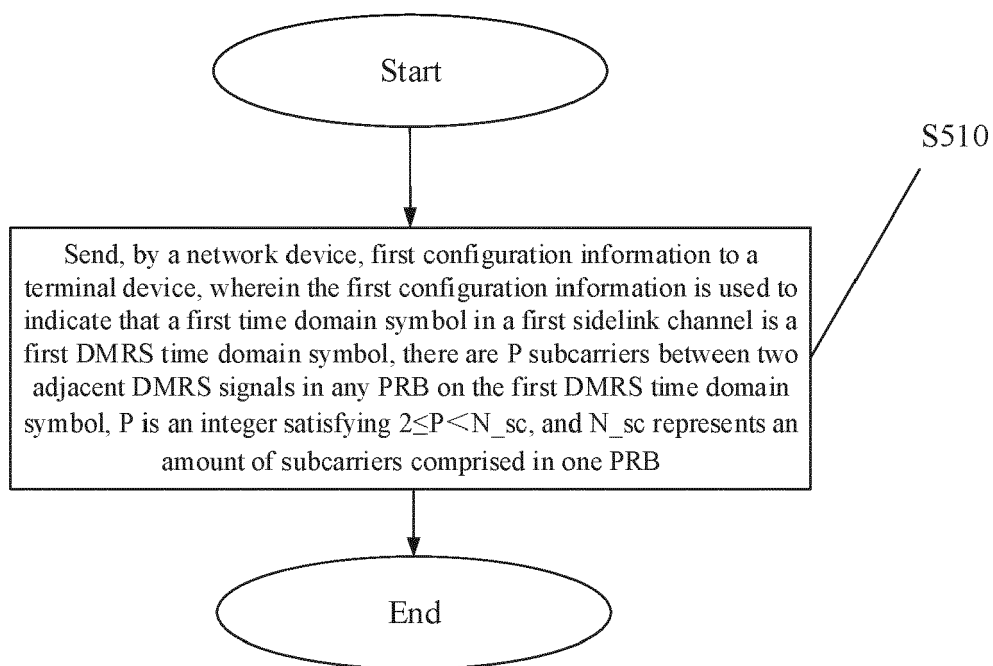 Start
S510
Send, by a network device, first configuration information to a
terminal device, wherein the first configuration information is used to
indicate that a first time domain symbol in a first sidelink channel is a
first DMRS time domain symbol, there are P subcarriers between two
adjacent DMRS signals in any PRB on the first DMRS time domain
symbol, P is an integer satisfying 2≤P<N_sc, and N_sc represents an
amount of subcarriers comprised in one PRB
End